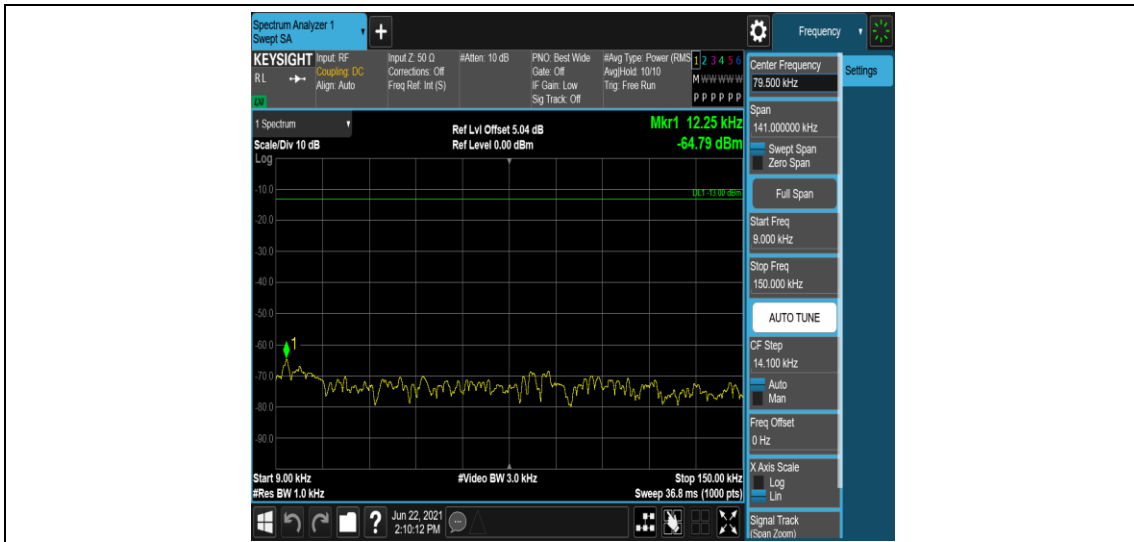 Spectrum Analyzer 1
Swept SA
+
Frequency
KEYSIGHT
RL
LXI
Input: RF
Coupling: DC
Align: Auto
Input Z: 50 Ω
Corrections: Off
Freq Ref: Int (S)
#Atten: 10 dB
PNO: Best Wide
Gate: Off
IF Gain: Low
Sig Track: Off
#Avg Type: Power (RMS
Avg|Hold: 10/10
Trig: Free Run
1 2 3 4 5 6
M W W W W W
P P P P P P
1 Spectrum
Scale/Div 10 dB
Ref Lvl Offset 5.04 dB
Ref Level 0.00 dBm
Mkr1 12.25 kHz
-64.79 dBm
Log
DL1 -13.00 dBm
-10.0
-20.0
-30.0
-40.0
-50.0
-60.0
1
-70.0
-80.0
-90.0
Start 9.00 kHz
#Res BW 1.0 kHz
#Video BW 3.0 kHz
Stop 150.00 kHz
Sweep 36.8 ms (1000 pts)
?
Jun 22, 2021
2:10:12 PM
Center Frequency
79.500 kHz
Settings
Span
141.000000 kHz
Swept Span
Zero Span
Full Span
Start Freq
9.000 kHz
Stop Freq
150.000 kHz
AUTO TUNE
CF Step
14.100 kHz
Auto
Man
Freq Offset
0 Hz
X Axis Scale
Log
Lin
Signal Track
(Span Zoom)